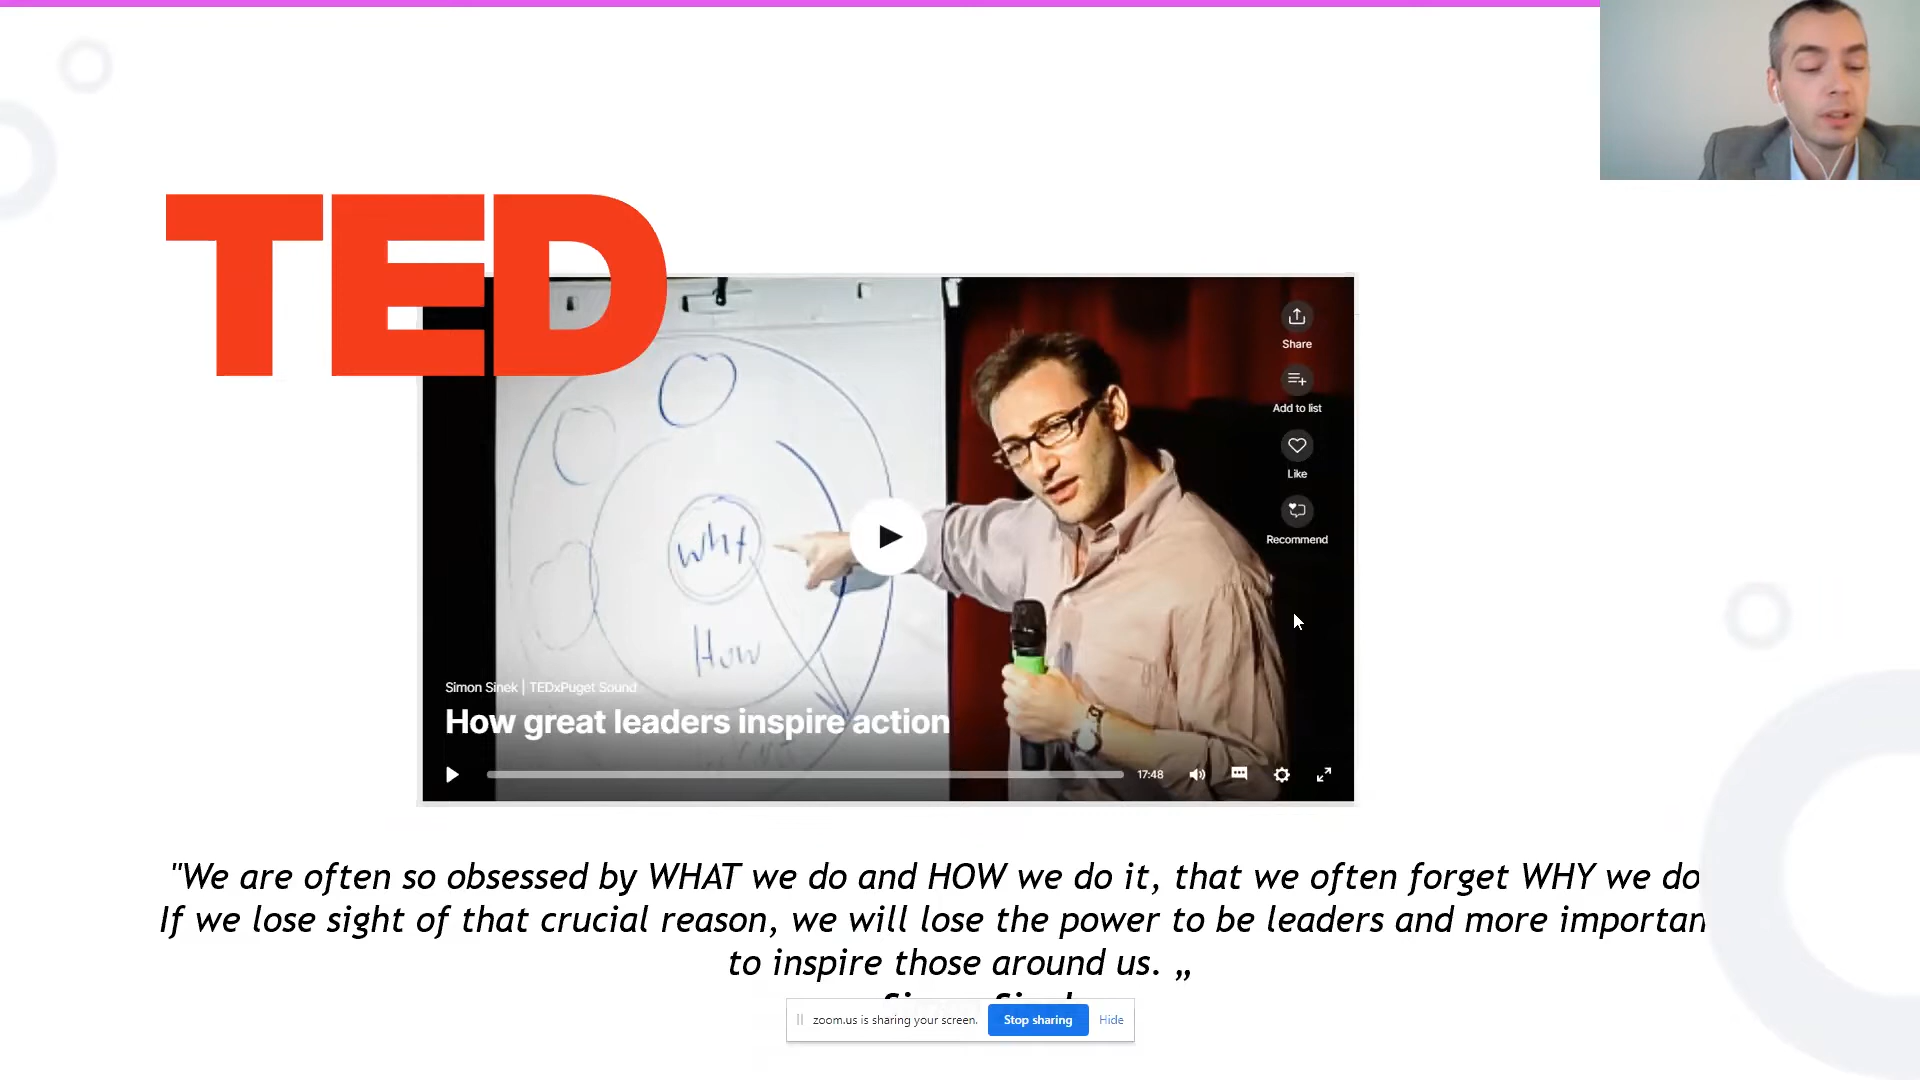 TED
Why
How
Share
Add to list
Like
Recommend
Simon Sinek | TEDxPuget Sound
How great leaders inspire action
17:48
"We are often so obsessed by WHAT we do and HOW we do it, that we often forget WHY we do
If we lose sight of that crucial reason, we will lose the power to be leaders and more importan
to inspire those around us. „
zoom.us is sharing your screen.
Stop sharing
Hide